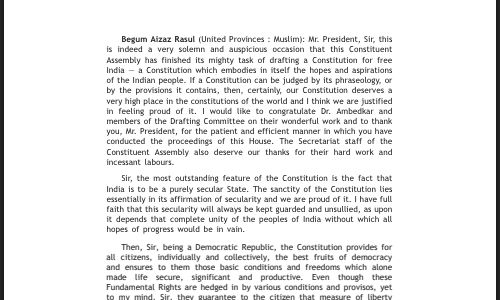 Begum Aizaz Rasul (United Provinces : Muslim): Mr. President, Sir, this
is indeed a very solemn and auspicious occasion that this Constituent
Assembly has finished its mighty task of drafting a Constitution for free
India — a Constitution which embodies in itself the hopes and aspirations
of the Indian people. If a Constitution can be judged by its phraseology, or
by the provisions it contains, then, certainly, our Constitution deserves a
very high place in the constitutions of the world and I think we are justified
in feeling proud of it. I would like to congratulate Dr. Ambedkar and
members of the Drafting Committee on their wonderful work and to thank
you, Mr. President, for the patient and efficient manner in which you have
conducted the proceedings of this House. The Secretariat staff of the
Constituent Assembly also deserve our thanks for their hard work and
incessant labours.
Sir, the most outstanding feature of the Constitution is the fact that
India is to be a purely secular State. The sanctity of the Constitution lies
essentially in its affirmation of secularity and we are proud of it. I have full
faith that this secularity will always be kept guarded and unsullied, as upon
it depends that complete unity of the peoples of India without which all
hopes of progress would be in vain.
Then, Sir, being a Democratic Republic, the Constitution provides for
all citizens, individually and collectively, the best fruits of democracy
and ensures to them those basic conditions and freedoms which alone
made life secure, significant and productive. Even though these
Fundamental Rights are hedged in by various conditions and provisos, yet
to my mind, Sir, they guarantee to the citizen that measure of liberty